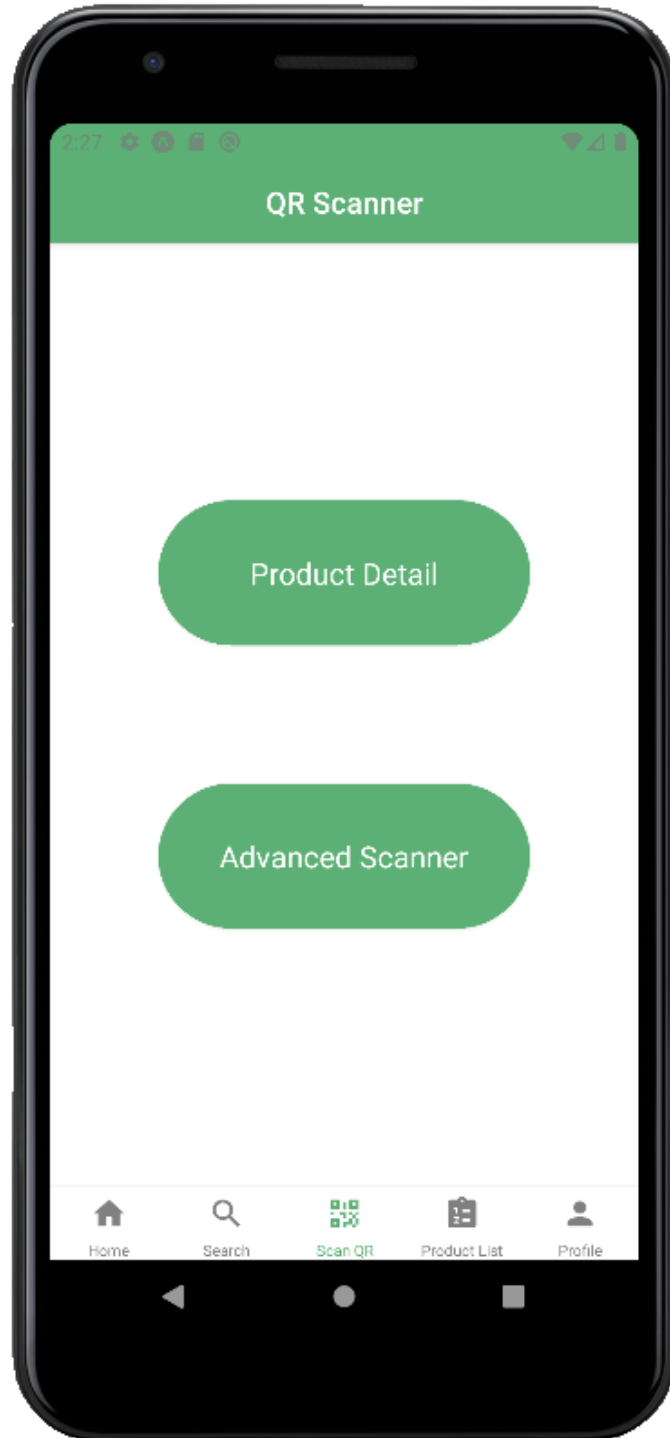 2:27
QR Scanner
Product Detail
Advanced Scanner
Home Search Scan QR Product List Profile